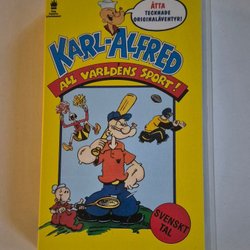 ÅTTA
TECKNADE
ORIGINALÄVENTYR!
KARL-ALFRED
ALL VÄRLDENS SPORT!
SVENSKT
TAL